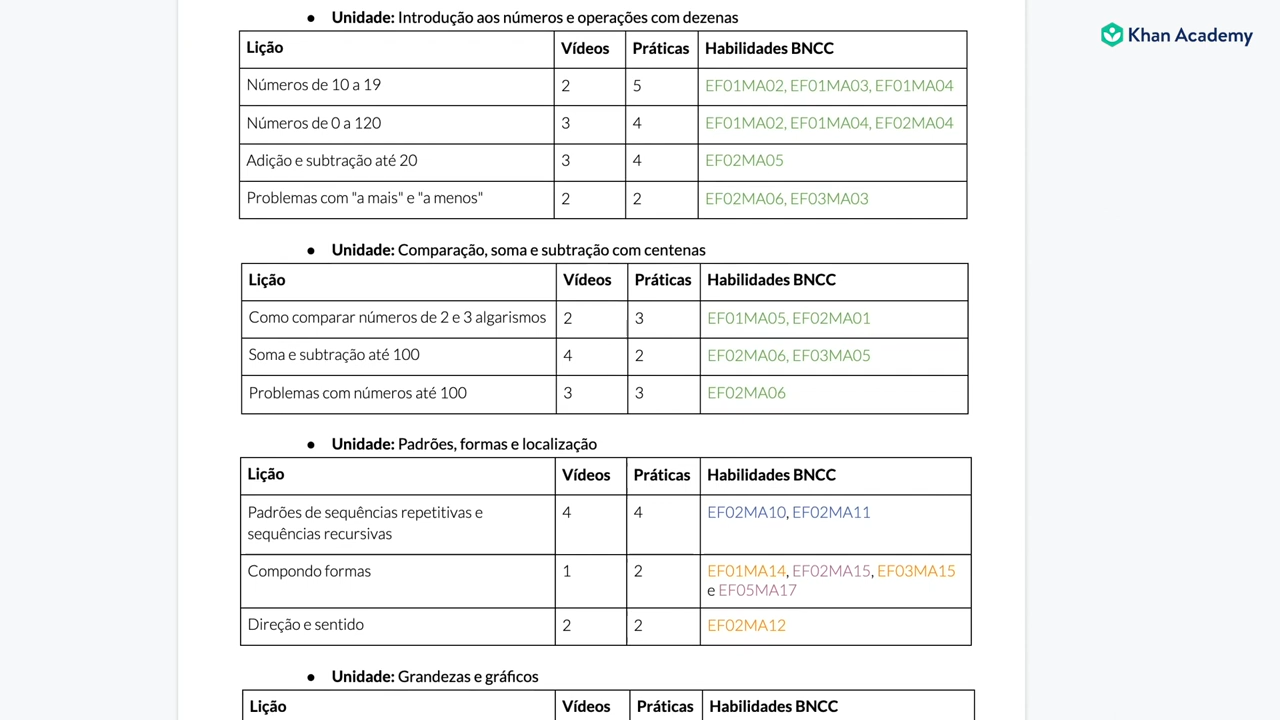 ● Unidade: Introdução aos números e operações com dezenas
Khan Academy
Lição Vídeos Práticas Habilidades BNCC
Números de 10 a 19 2 5 EF01MA02, EF01MA03, EF01MA04
Números de 0 a 120 3 4 EF01MA02, EF01MA04, EF02MA04
Adição e subtração até 20 3 4 EF02MA05
Problemas com "a mais" e "a menos" 2 2 EF02MA06, EF03MA03
● Unidade: Comparação, soma e subtração com centenas
Lição Vídeos Práticas Habilidades BNCC
Como comparar números de 2 e 3 algarismos 2 3 EF01MA05, EF02MA01
Soma e subtração até 100 4 2 EF02MA06, EF03MA05
Problemas com números até 100 3 3 EF02MA06
● Unidade: Padrões, formas e localização
Lição Vídeos Práticas Habilidades BNCC
Padrões de sequências repetitivas e 4 4 EF02MA10, EF02MA11
sequências recursivas
Compondo formas 1 2 EF01MA14, EF02MA15, EF03MA15
e EF05MA17
Direção e sentido 2 2 EF02MA12
● Unidade: Grandezas e gráficos
Lição Vídeos Práticas Habilidades BNCC